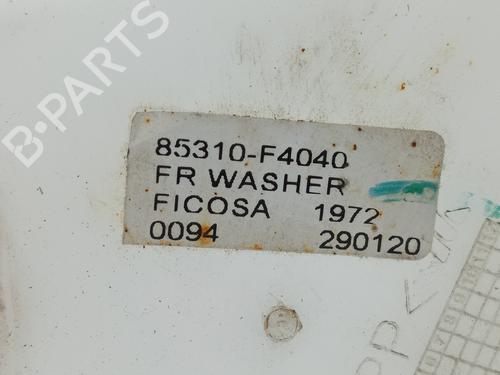 B-PARTS
85310-F4040
FR WASHER
FICOSA 1972
0094 290120